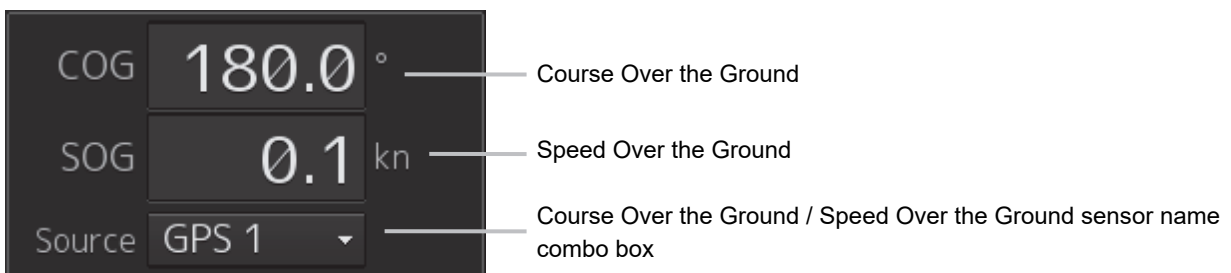 COG 180.0 ° Course Over the Ground
SOG 0.1 kn Speed Over the Ground
Source GPS 1 Course Over the Ground / Speed Over the Ground sensor name
combo box